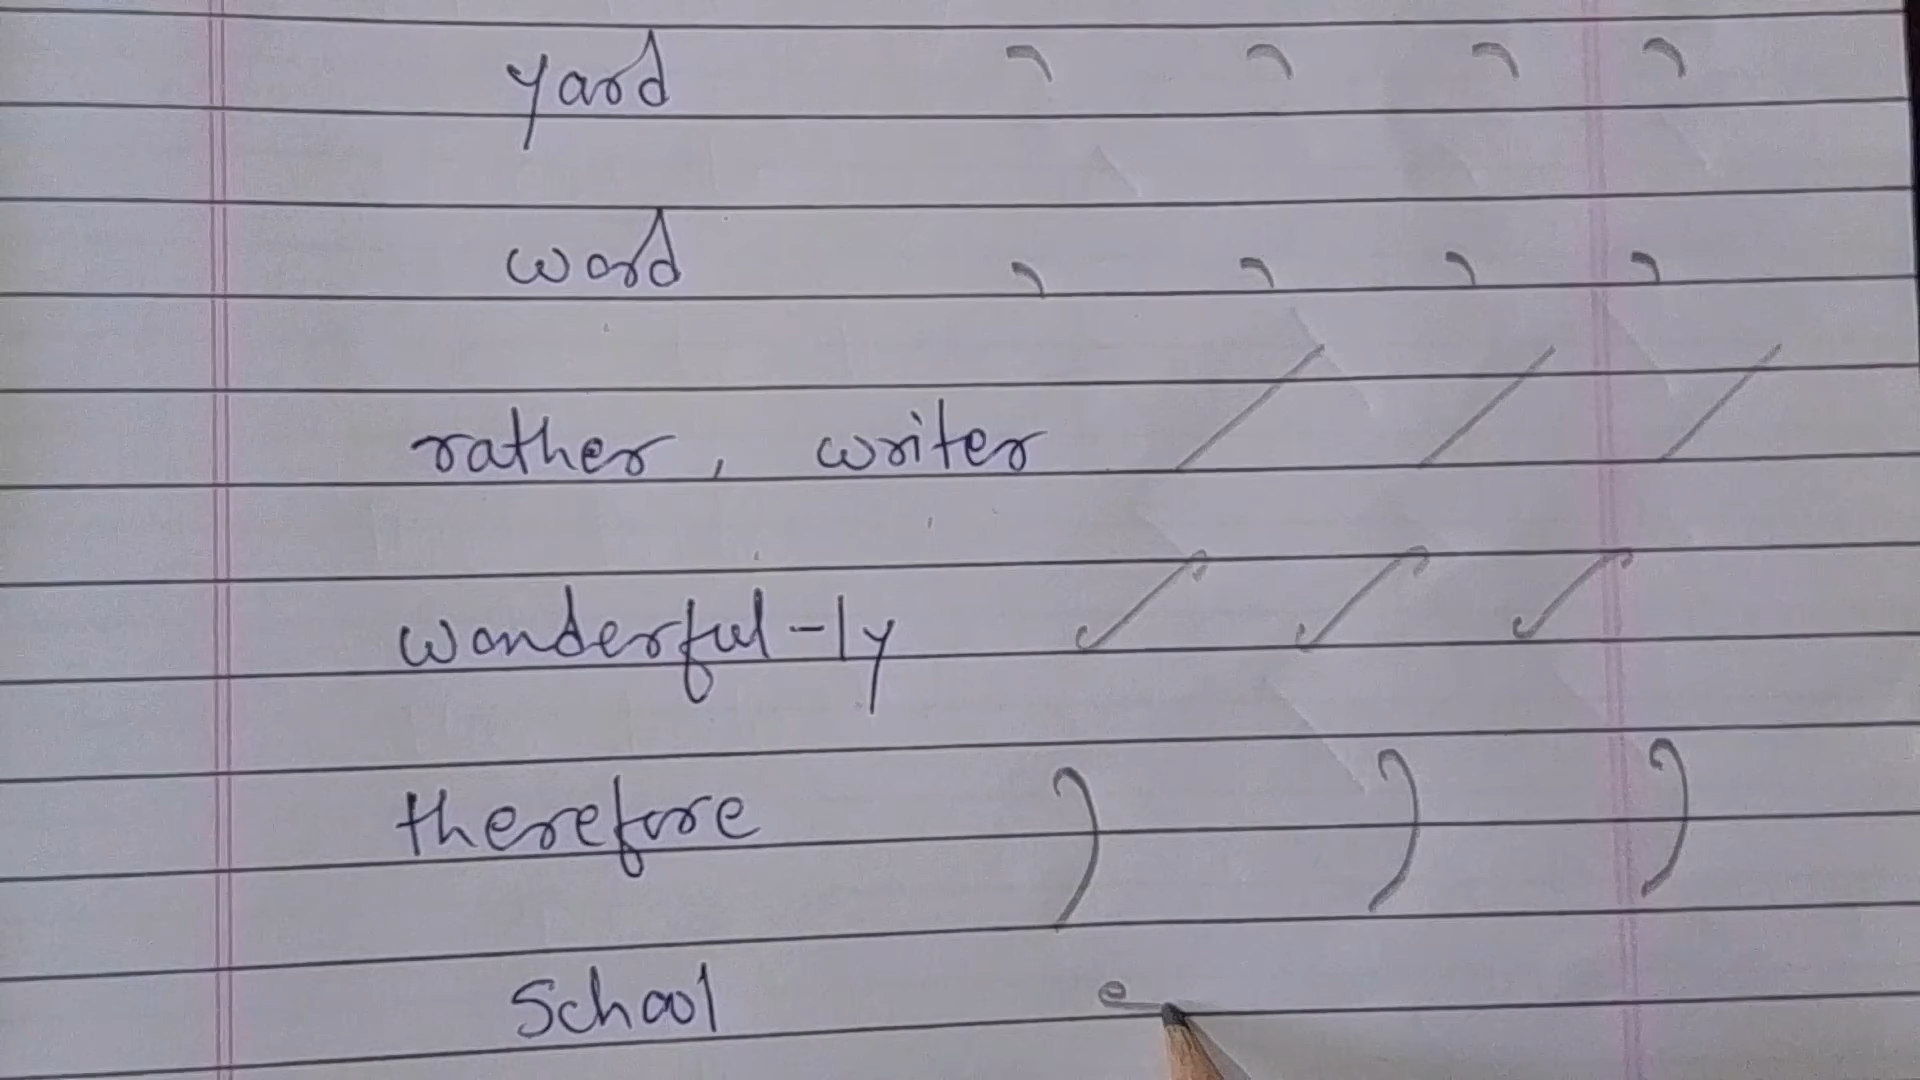 yard
word
rather, writer
wonderful-ly
therefore
School